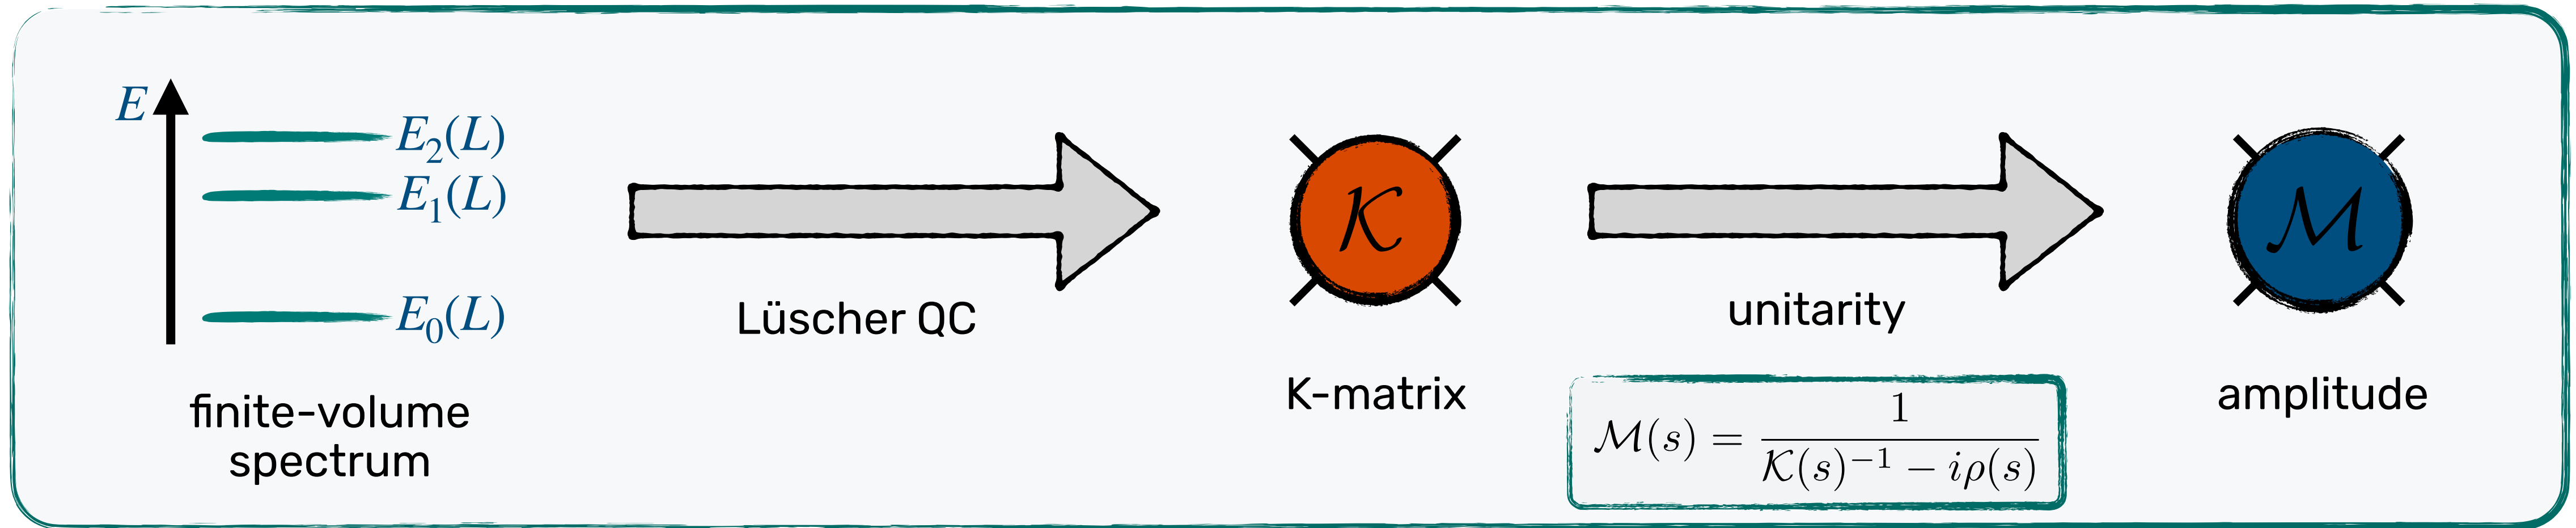 E
E₂(L)
E₁(L)
E₀(L)
finite-volume
spectrum
Lüscher QC
𝒦
K-matrix
unitarity
ℳ(s) = 1 / (𝒦(s)⁻¹ − iρ(s))
ℳ
amplitude